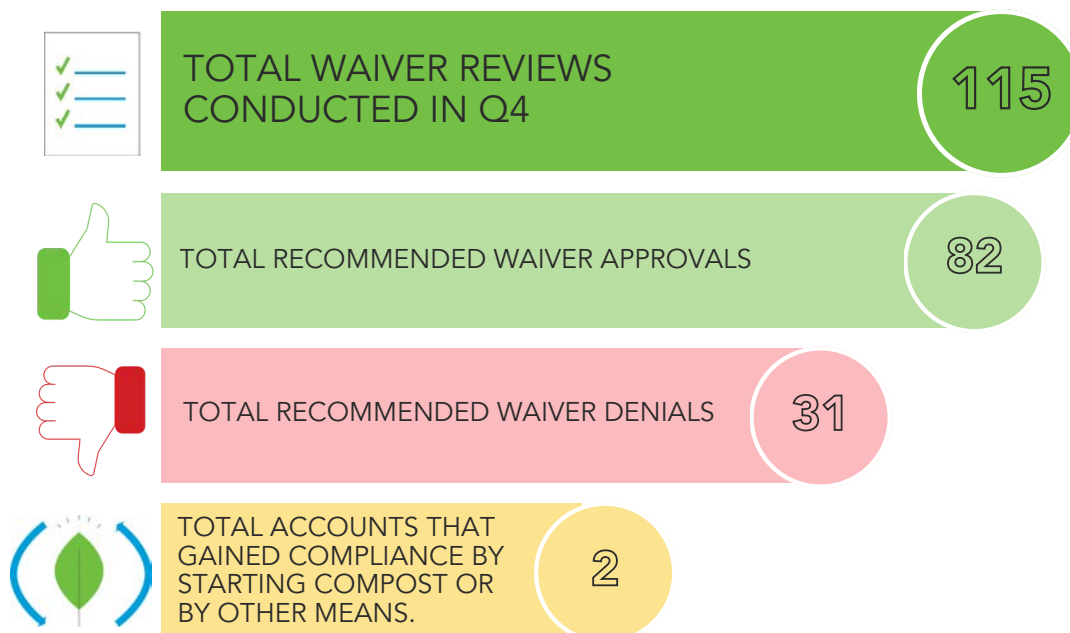 TOTAL WAIVER REVIEWS
CONDUCTED IN Q4
115
TOTAL RECOMMENDED WAIVER APPROVALS
82
TOTAL RECOMMENDED WAIVER DENIALS
31
TOTAL ACCOUNTS THAT
GAINED COMPLIANCE BY
STARTING COMPOST OR
BY OTHER MEANS.
2